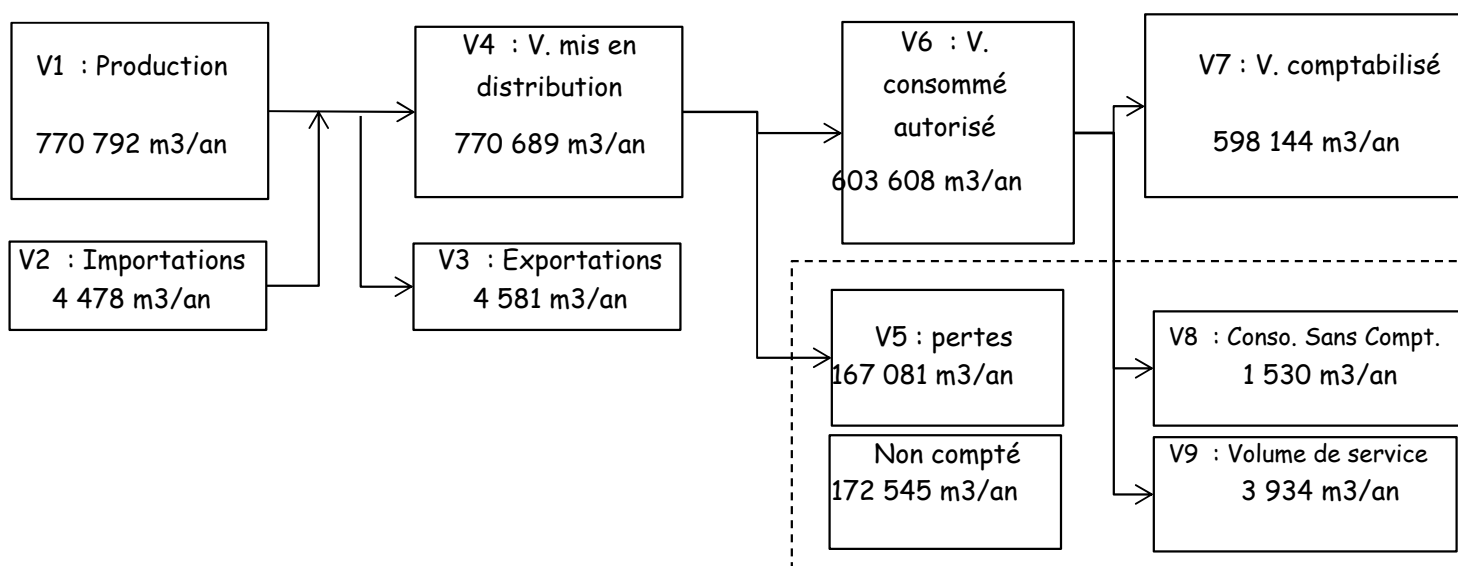 V1 : Production
770 792 m3/an
V2 : Importations
4 478 m3/an
V4 : V. mis en
distribution
770 689 m3/an
V3 : Exportations
4 581 m3/an
V6 : V.
consommé
autorisé
603 608 m3/an
V5 : pertes
167 081 m3/an
Non compté
172 545 m3/an
V7 : V. comptabilisé
598 144 m3/an
V8 : Conso. Sans Compt.
1 530 m3/an
V9 : Volume de service
3 934 m3/an